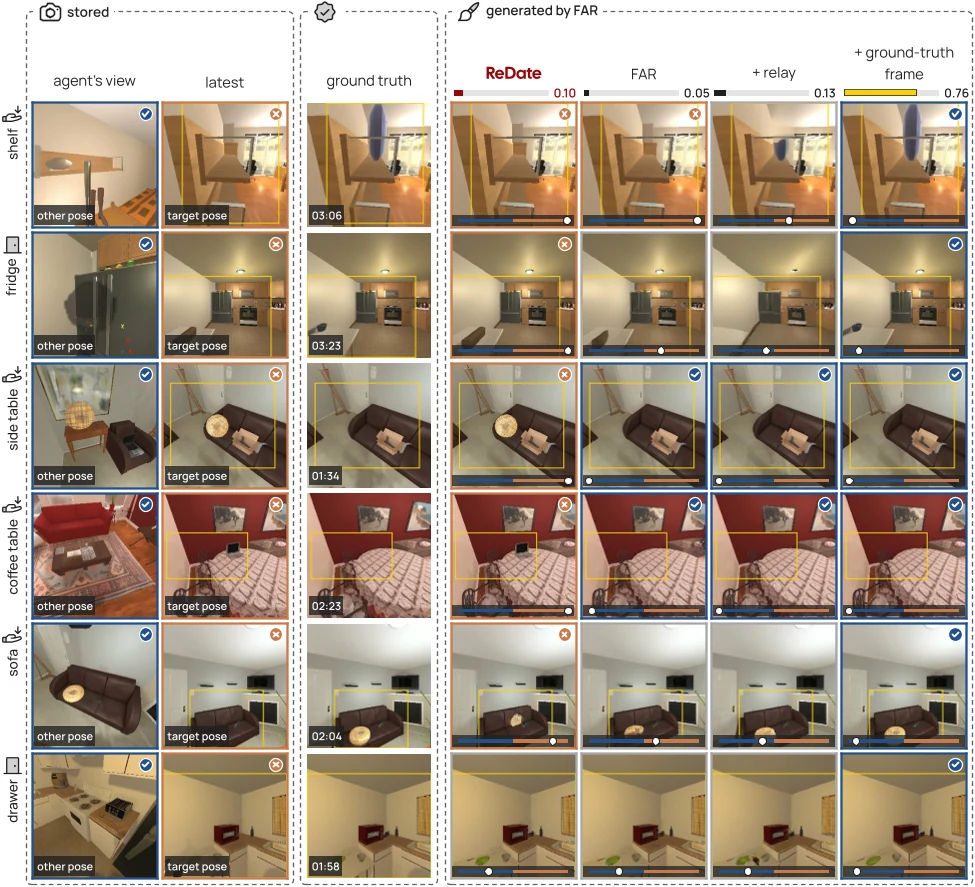 stored
generated by FAR
agent's view
latest
ground truth
ReDate
FAR
+ relay
+ ground-truth
frame
0.10
0.05
0.13
0.76
shelf
other pose
target pose
03:06
fridge
other pose
target pose
03:23
side table
other pose
target pose
01:34
coffee table
other pose
target pose
02:23
sofa
other pose
target pose
02:04
drawer
other pose
target pose
01:58